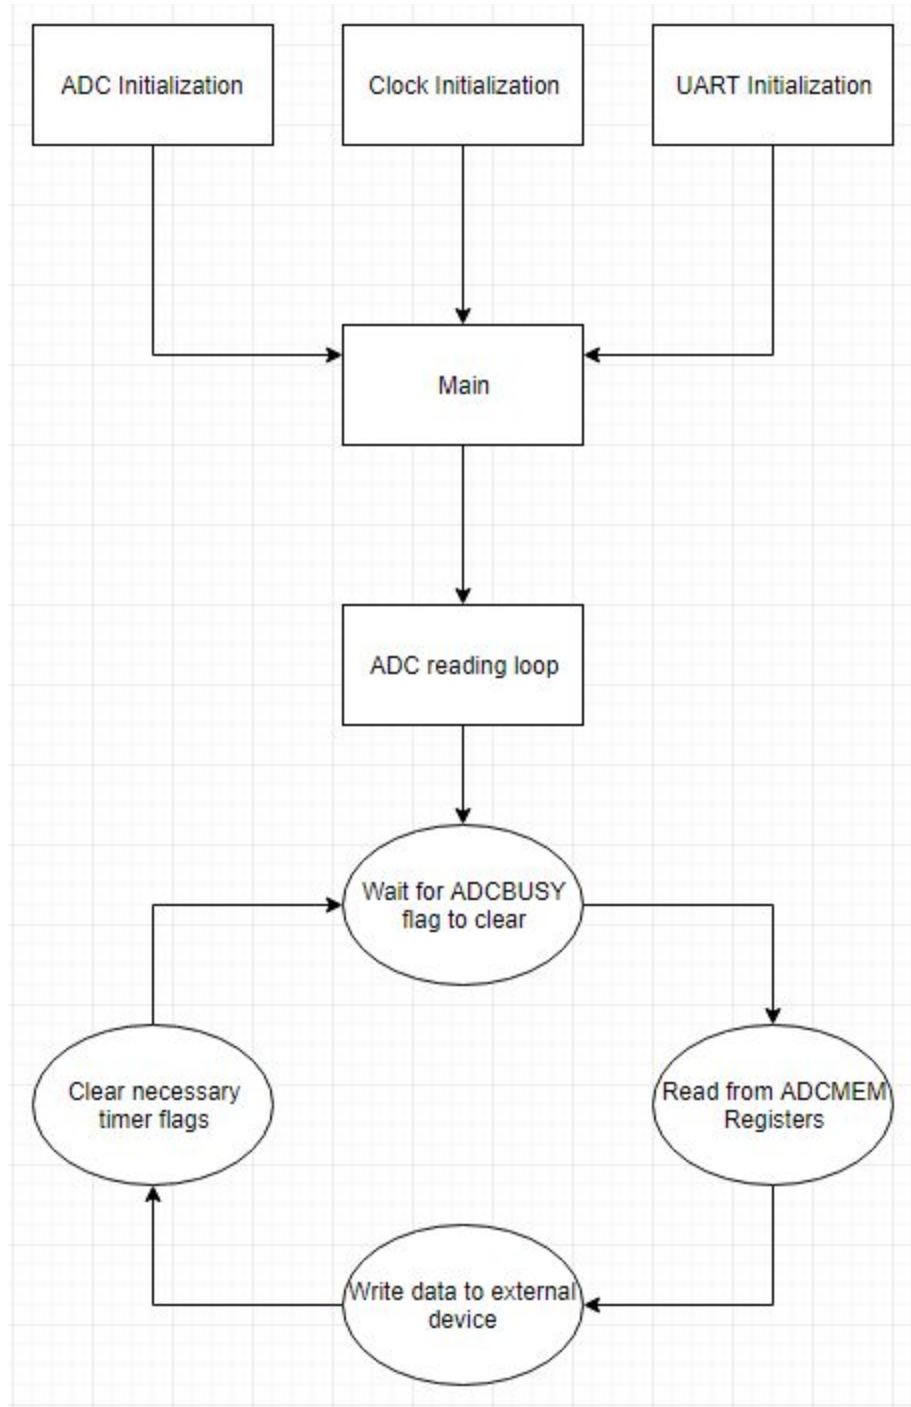 ADC Initialization
Clock Initialization
UART Initialization
Main
ADC reading loop
Wait for ADCBUSY
flag to clear
Read from ADCMEM
Registers
Write data to external
device
Clear necessary
timer flags